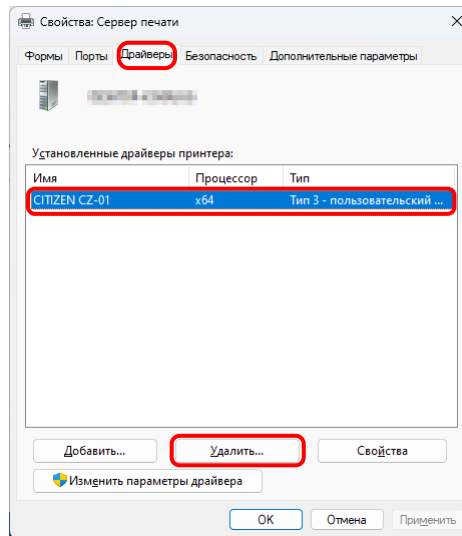 Свойства: Сервер печати
Формы Порты Драйверы Безопасность Дополнительные параметры
Установленные драйверы принтера:
Имя Процессор Тип
CITIZEN CZ-01 x64 Тип 3 - пользовательский ...
Добавить... Удалить... Свойства
Изменить параметры драйвера
ОК Отмена Применить